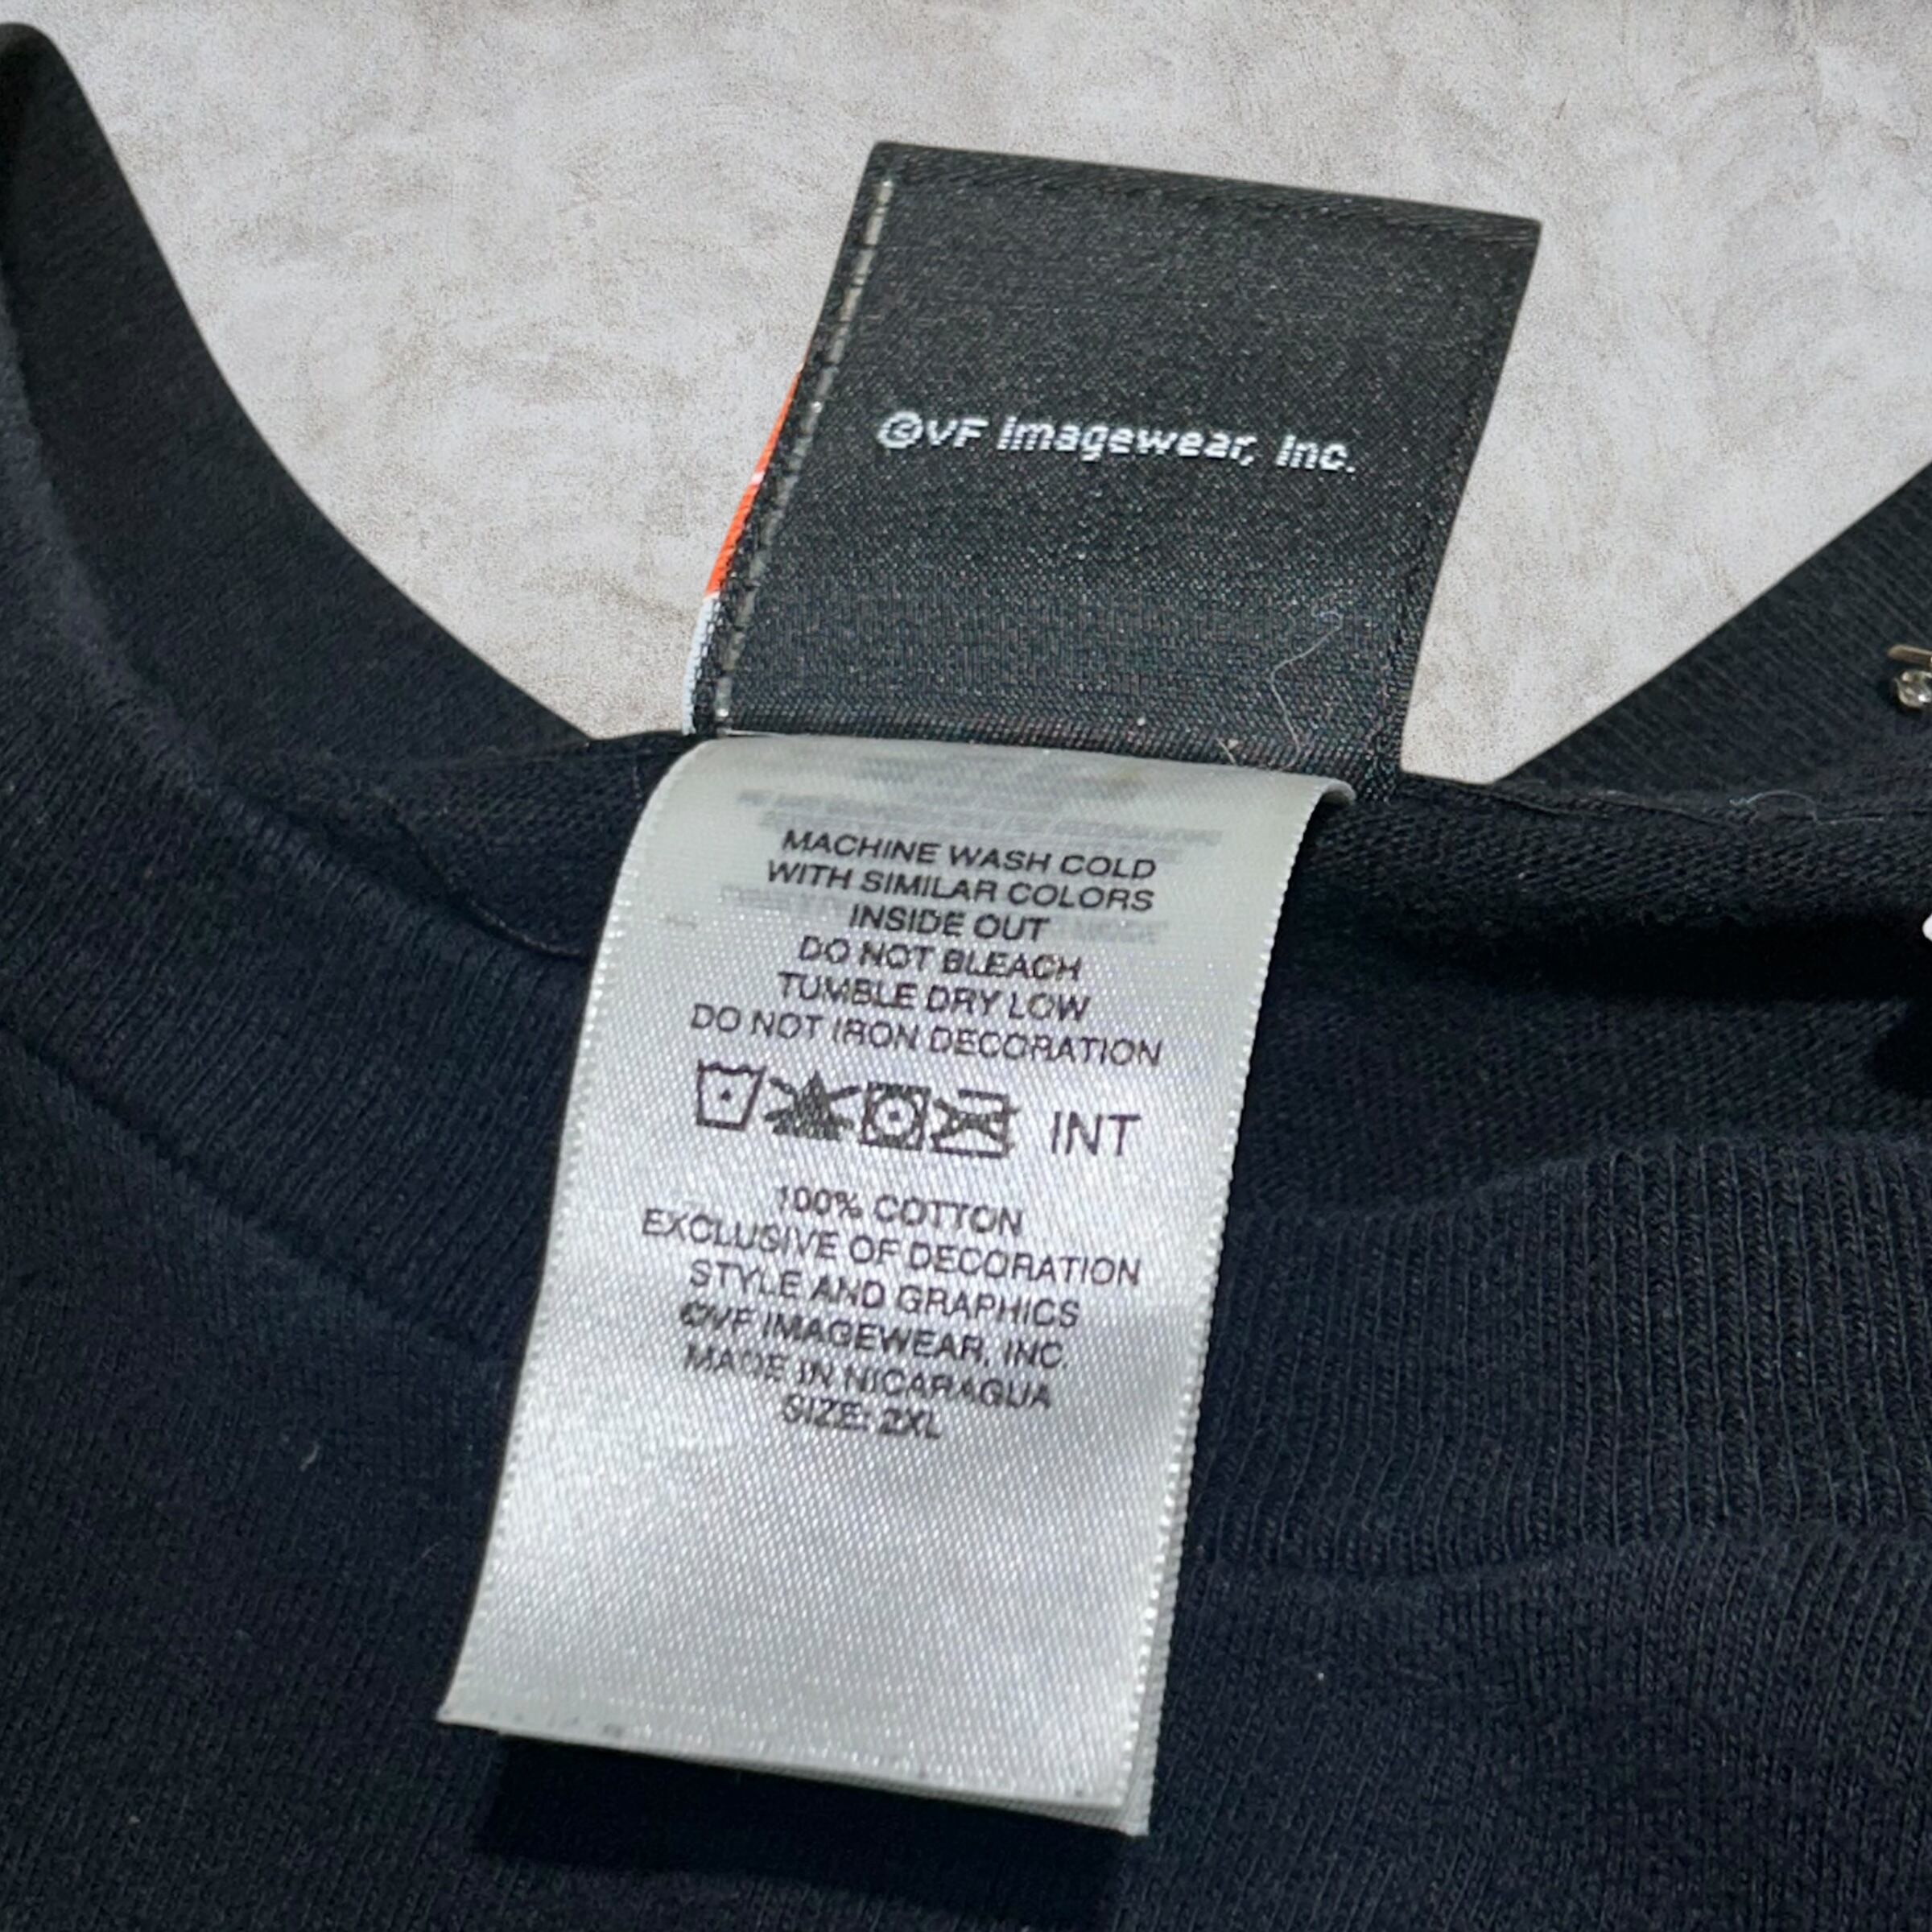 ©VF Imagewear, Inc.
MACHINE WASH COLD
WITH SIMILAR COLORS
INSIDE OUT
DO NOT BLEACH
TUMBLE DRY LOW
DO NOT IRON DECORATION
INT
100% COTTON
EXCLUSIVE OF DECORATION
STYLE AND GRAPHICS
©VF IMAGEWEAR, INC.
MADE IN NICARAGUA
SIZE: 2XL